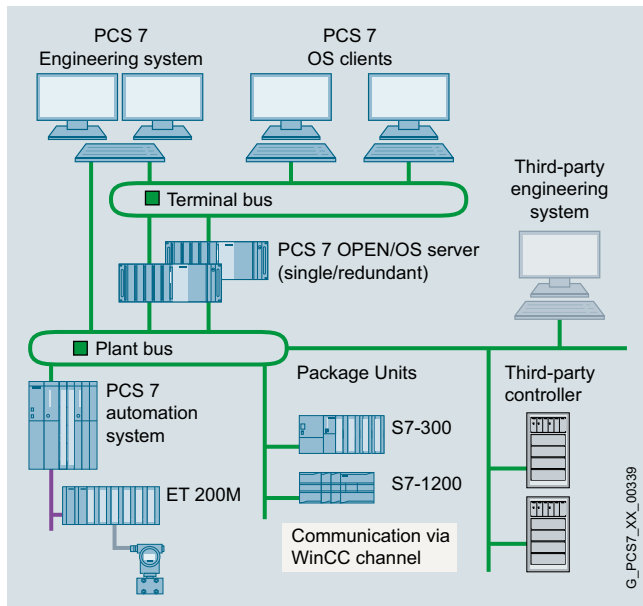 PCS 7
Engineering system
PCS 7
OS clients
Terminal bus
Third-party
engineering
system
PCS 7 OPEN/OS server
(single/redundant)
Plant bus
PCS 7
automation
system
Package Units
Third-party
controller
S7-300
ET 200M
S7-1200
Communication via
WinCC channel
G_PCS7_XX_00339